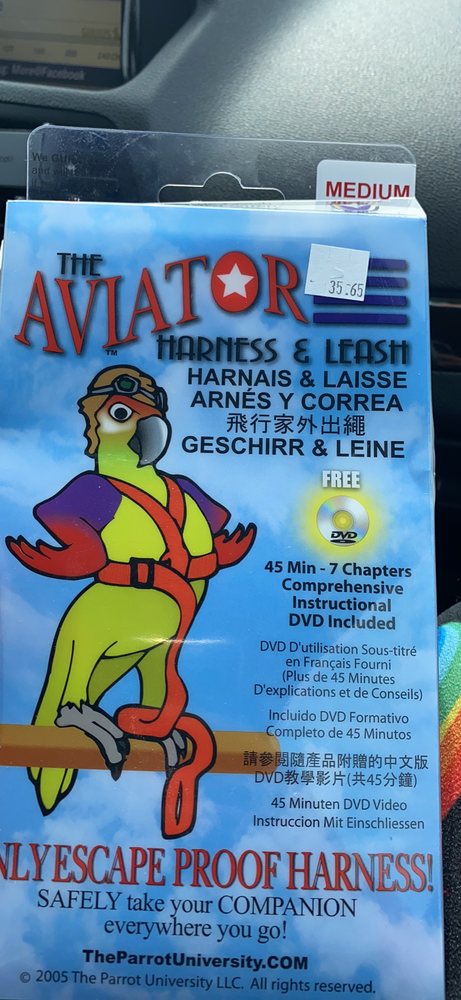 MEDIUM
THE
AVIATOR
™
35.65
HARNESS & LEASH
HARNAIS & LAISSE
ARNÉS Y CORREA
飛行家外出繩
GESCHIRR & LEINE
FREE
DVD
45 Min - 7 Chapters
Comprehensive
Instructional
DVD Included
DVD D'utilisation Sous-titré
en Français Fourni
(Plus de 45 Minutes
D'explications et de Conseils)
Incluido DVD Formativo
Completo de 45 Minutos
請參閱隨產品附贈的中文版
DVD教學影片(共45分鐘)
45 Minuten DVD Video
Instruccion Mit Einschliessen
NLY ESCAPE PROOF HARNESS!
SAFELY take your COMPANION
everywhere you go!
TheParrotUniversity.COM
© 2005 The Parrot University LLC. All rights reserved.